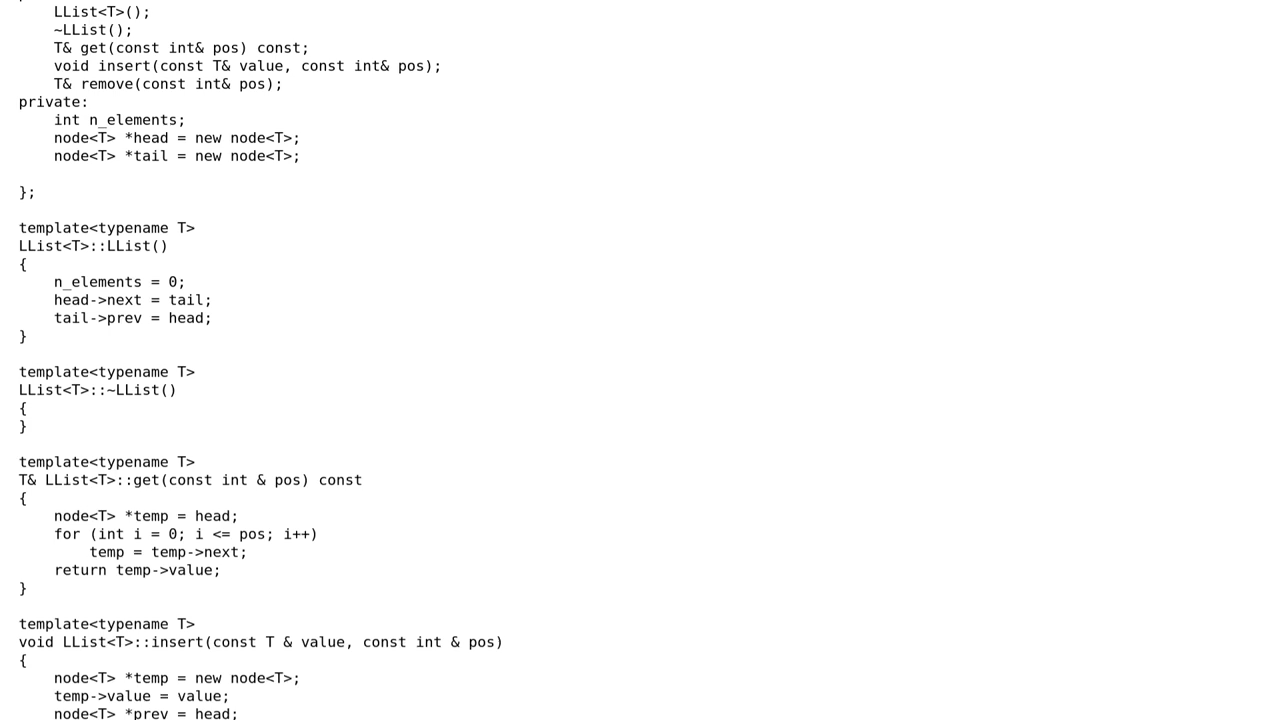 LList<T>();
~LList();
T& get(const int& pos) const;
void insert(const T& value, const int& pos);
T& remove(const int& pos);
private:
int n_elements;
node<T> *head = new node<T>;
node<T> *tail = new node<T>;
};
template<typename T>
LList<T>::LList()
{
n_elements = 0;
head->next = tail;
tail->prev = head;
}
template<typename T>
LList<T>::~LList()
{
}
template<typename T>
T& LList<T>::get(const int & pos) const
{
node<T> *temp = head;
for (int i = 0; i <= pos; i++)
temp = temp->next;
return temp->value;
}
template<typename T>
void LList<T>::insert(const T & value, const int & pos)
{
node<T> *temp = new node<T>;
temp->value = value;
node<T> *prev = head;